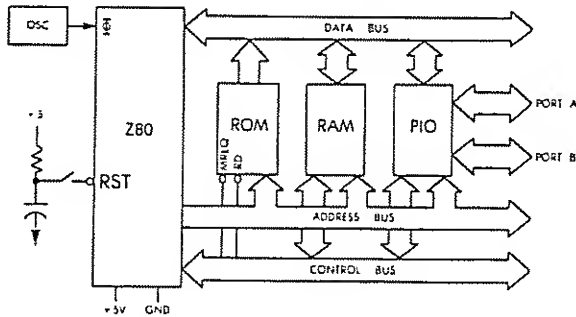 OSC
Φ
DATA BUS
Z80
ROM
RAM
PIO
PORT A
PORT B
+5
MREQ
RD
RST
ADDRESS BUS
CONTROL BUS
+5V
GND